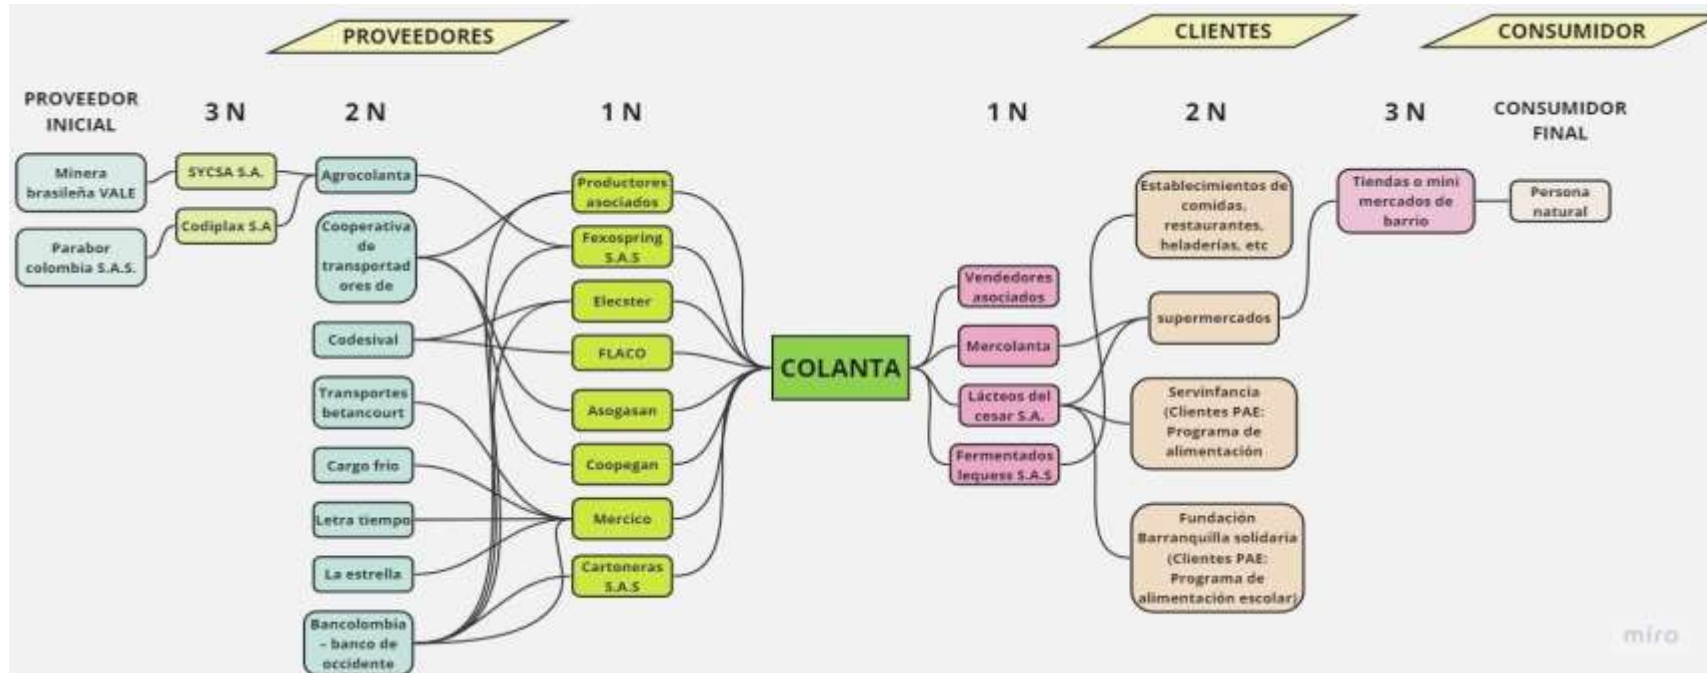 PROVEEDORES
CLIENTES
CONSUMIDOR
PROVEEDOR
INICIAL
3 N
2 N
1 N
1 N
2 N
3 N
CONSUMIDOR
FINAL
Minera
brasileña VALE
Parabor
colombia S.A.S.
SYCSA S.A.
Codiplax S.A
Agrocolanta
Cooperativa
de
transportad
ores de
Codesival
Transportes
betancourt
Cargo frio
Letra tiempo
La estrella
Bancolombia
– banco de
occidente
Productores
asociados
Fexospring
S.A.S
Elecster
FLACO
Asogasan
Coopegan
Mercico
Cartoneras
S.A.S
COLANTA
Vendedores
asociados
Mercolanta
Lácteos del
cesar S.A.
Fermentados
lequess S.A.S
Establecimientos de
comidas,
restaurantes,
heladerías, etc
supermercados
Servinfancia
(Clientes PAE:
Programa de
alimentación
Fundación
Barranquilla solidaria
(Clientes PAE:
Programa de
alimentación escolar)
Tiendas o mini
mercados de
barrio
Persona
natural
miro